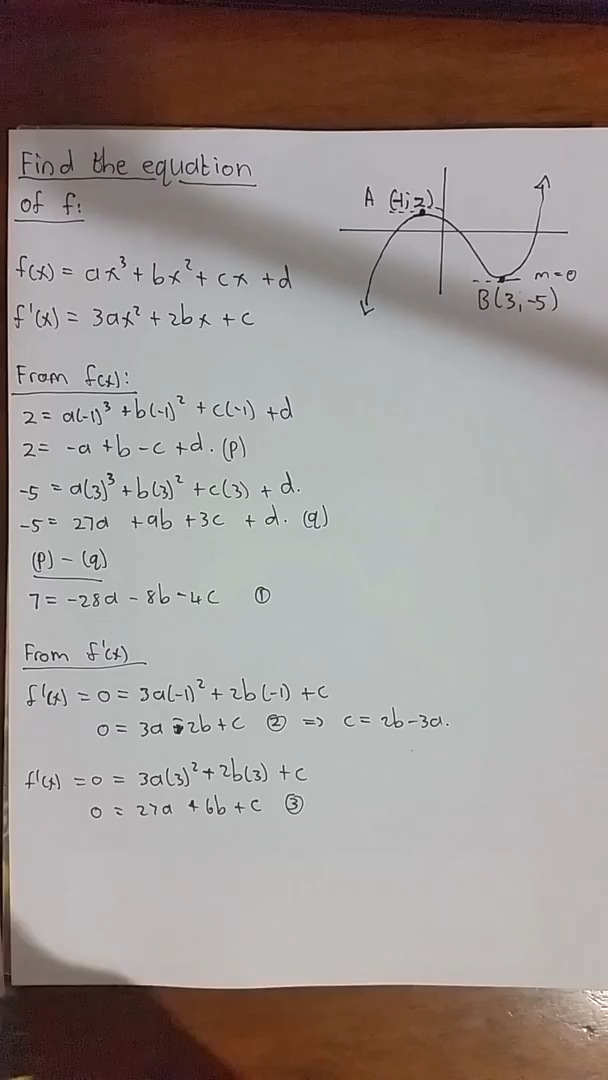 Find the equation
of f:
A (-1; 2)
m=0
B(3, -5)
f(x) = ax³ + bx² + cx + d
f'(x) = 3ax² + 2bx + c
From f(x):
2 = a(-1)³ + b(-1)² + c(-1) + d
2 = -a + b - c + d. (p)
-5 = a(3)³ + b(3)² + c(3) + d.
-5 = 27a + 9b + 3c + d. (q)
(p) - (q)
7 = -28a - 8b - 4c ①
From f'(x)
f'(x) = 0 = 3a(-1)² + 2b(-1) + c
0 = 3a - 2b + c ② => c = 2b - 3a.
f'(x) = 0 = 3a(3)² + 2b(3) + c
0 = 27a + 6b + c ③